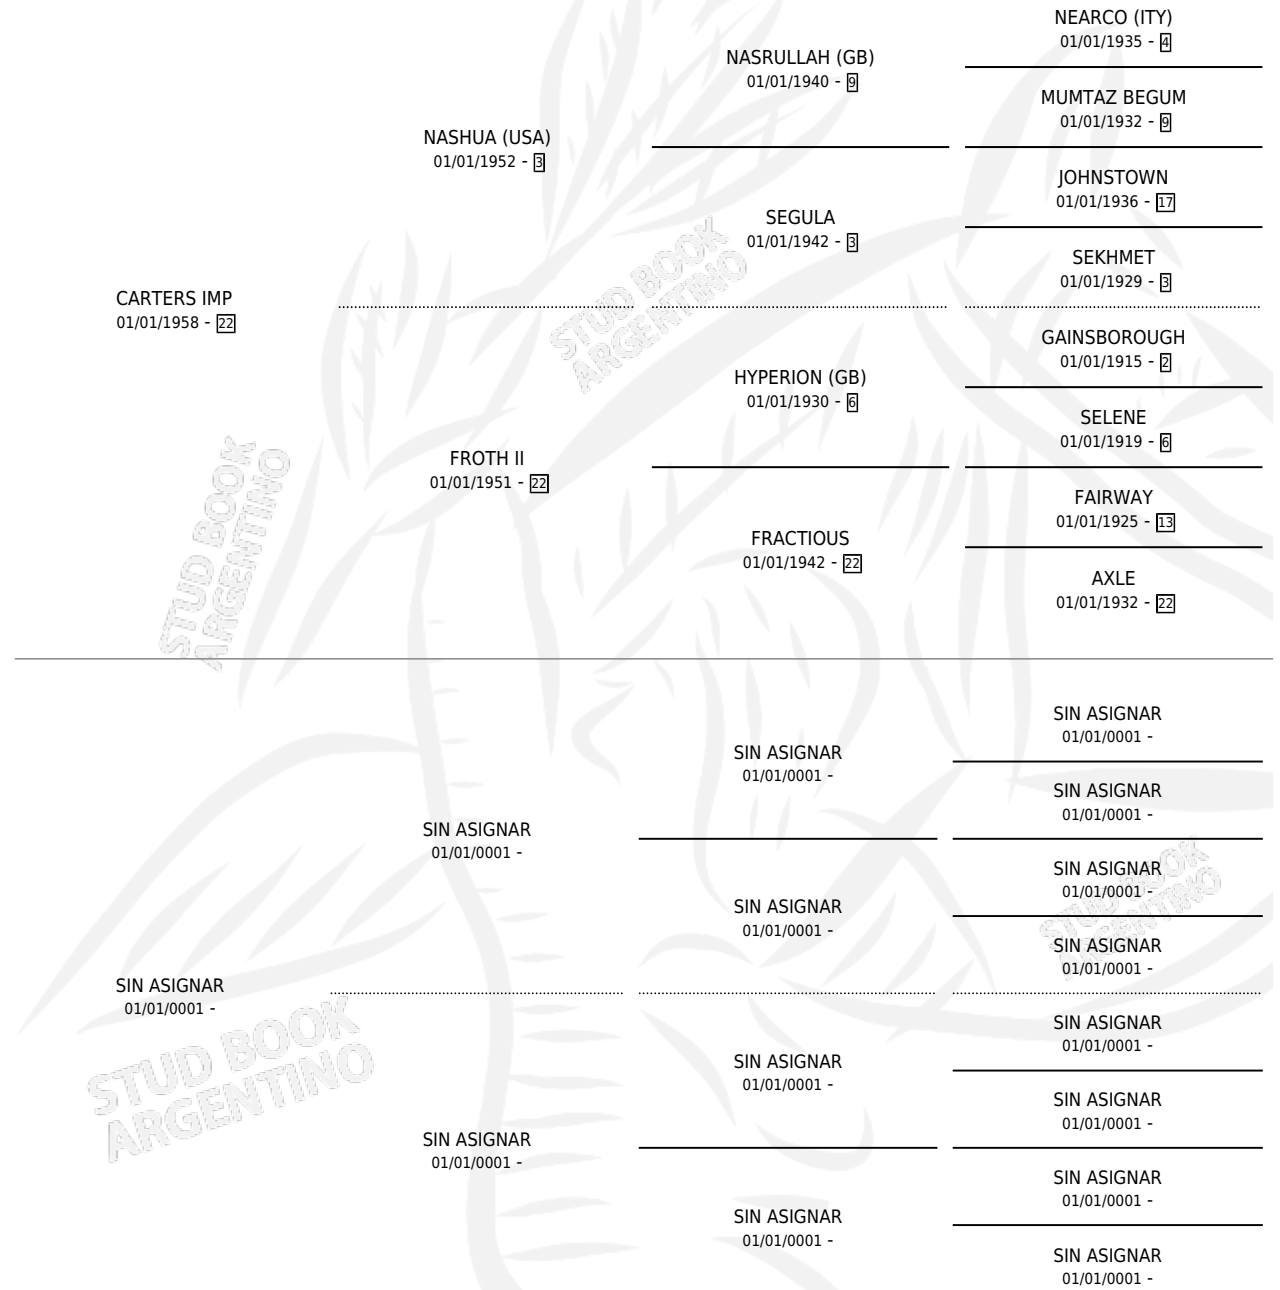 NEARCO (ITY)
01/01/1935 - 4
NASRULLAH (GB)
01/01/1940 - 9
MUMTAZ BEGUM
01/01/1932 - 9
NASHUA (USA)
01/01/1952 - 3
JOHNSTOWN
01/01/1936 - 17
SEGULA
01/01/1942 - 3
SEKHMET
01/01/1929 - 3
CARTERS IMP
01/01/1958 - 22
STUD BOOK
ARGENTINO
GAINSBOROUGH
01/01/1915 - 2
HYPERION (GB)
01/01/1930 - 6
SELENE
01/01/1919 - 6
FROTH II
01/01/1951 - 22
FAIRWAY
01/01/1925 - 13
FRACTIOUS
01/01/1942 - 22
AXLE
01/01/1932 - 22
STUD BOOK
ARGENTINO
SIN ASIGNAR
01/01/0001 -
SIN ASIGNAR
01/01/0001 -
SIN ASIGNAR
01/01/0001 -
SIN ASIGNAR
01/01/0001 -
SIN ASIGNAR
01/01/0001 -
SIN ASIGNAR
01/01/0001 -
SIN ASIGNAR
01/01/0001 -
STUD BOOK
ARGENTINO
SIN ASIGNAR
01/01/0001 -
SIN ASIGNAR
01/01/0001 -
SIN ASIGNAR
01/01/0001 -
SIN ASIGNAR
01/01/0001 -
SIN ASIGNAR
01/01/0001 -
SIN ASIGNAR
01/01/0001 -
SIN ASIGNAR
01/01/0001 -
SIN ASIGNAR
01/01/0001 -
STUD BOOK
ARGENTINO